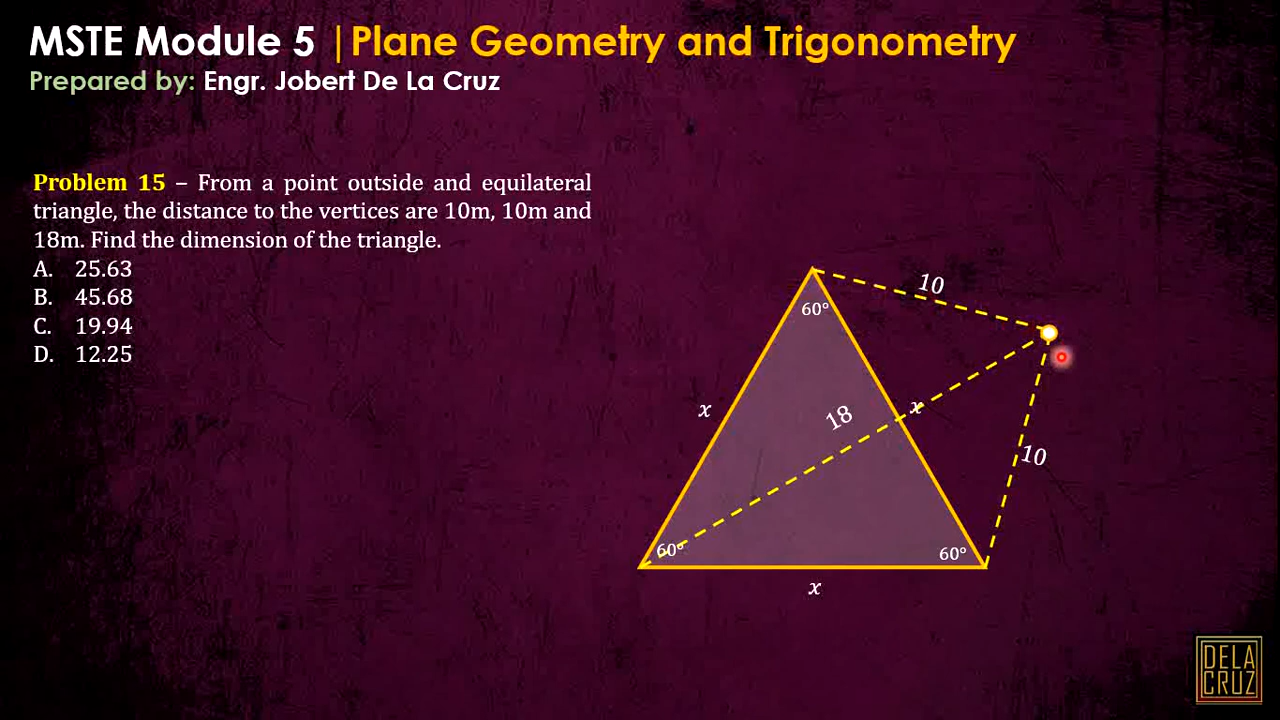 MSTE Module 5 |Plane Geometry and Trigonometry
Prepared by: Engr. Jobert De La Cruz
Problem 15 – From a point outside and equilateral
triangle, the distance to the vertices are 10m, 10m and
18m. Find the dimension of the triangle.
A. 25.63
B. 45.68
C. 19.94
D. 12.25
10
60°
x
18
x
10
60°
60°
x
DELA
CRUZ